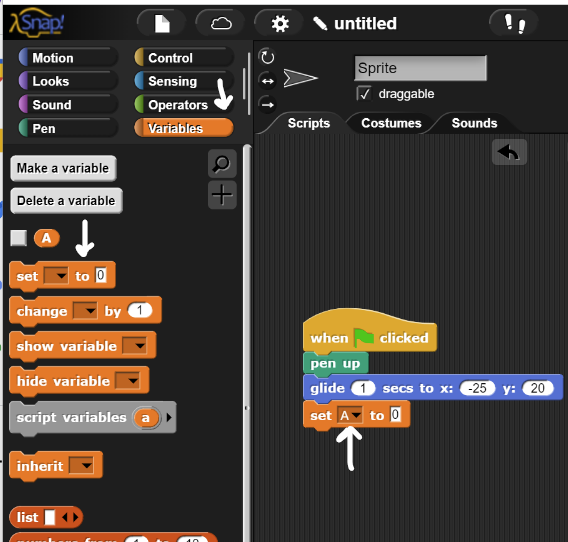 Snap!
untitled
Motion
Control
Looks
Sensing
Sound
Operators
Pen
Variables
Sprite
draggable
Scripts Costumes Sounds
Make a variable
Delete a variable
A
set to 0
change by 1
show variable
hide variable
script variables a
inherit
list
when clicked
pen up
glide 1 secs to x: -25 y: 20
set A to 0